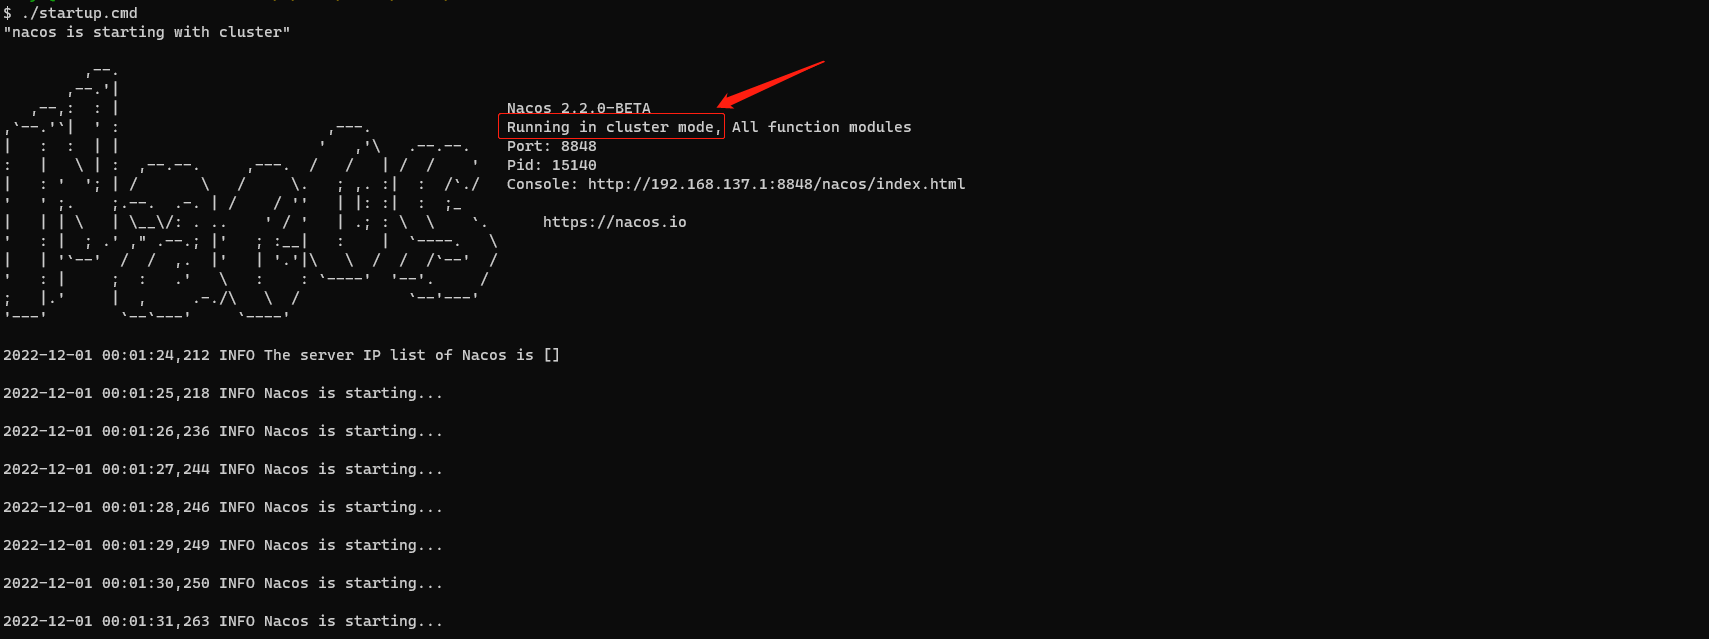 $ ./startup.cmd
"nacos is starting with cluster"
Nacos 2.2.0-BETA
Running in cluster mode, All function modules
Port: 8848
Pid: 15140
Console: http://192.168.137.1:8848/nacos/index.html
https://nacos.io
2022-12-01 00:01:24,212 INFO The server IP list of Nacos is []
2022-12-01 00:01:25,218 INFO Nacos is starting...
2022-12-01 00:01:26,236 INFO Nacos is starting...
2022-12-01 00:01:27,244 INFO Nacos is starting...
2022-12-01 00:01:28,246 INFO Nacos is starting...
2022-12-01 00:01:29,249 INFO Nacos is starting...
2022-12-01 00:01:30,250 INFO Nacos is starting...
2022-12-01 00:01:31,263 INFO Nacos is starting...